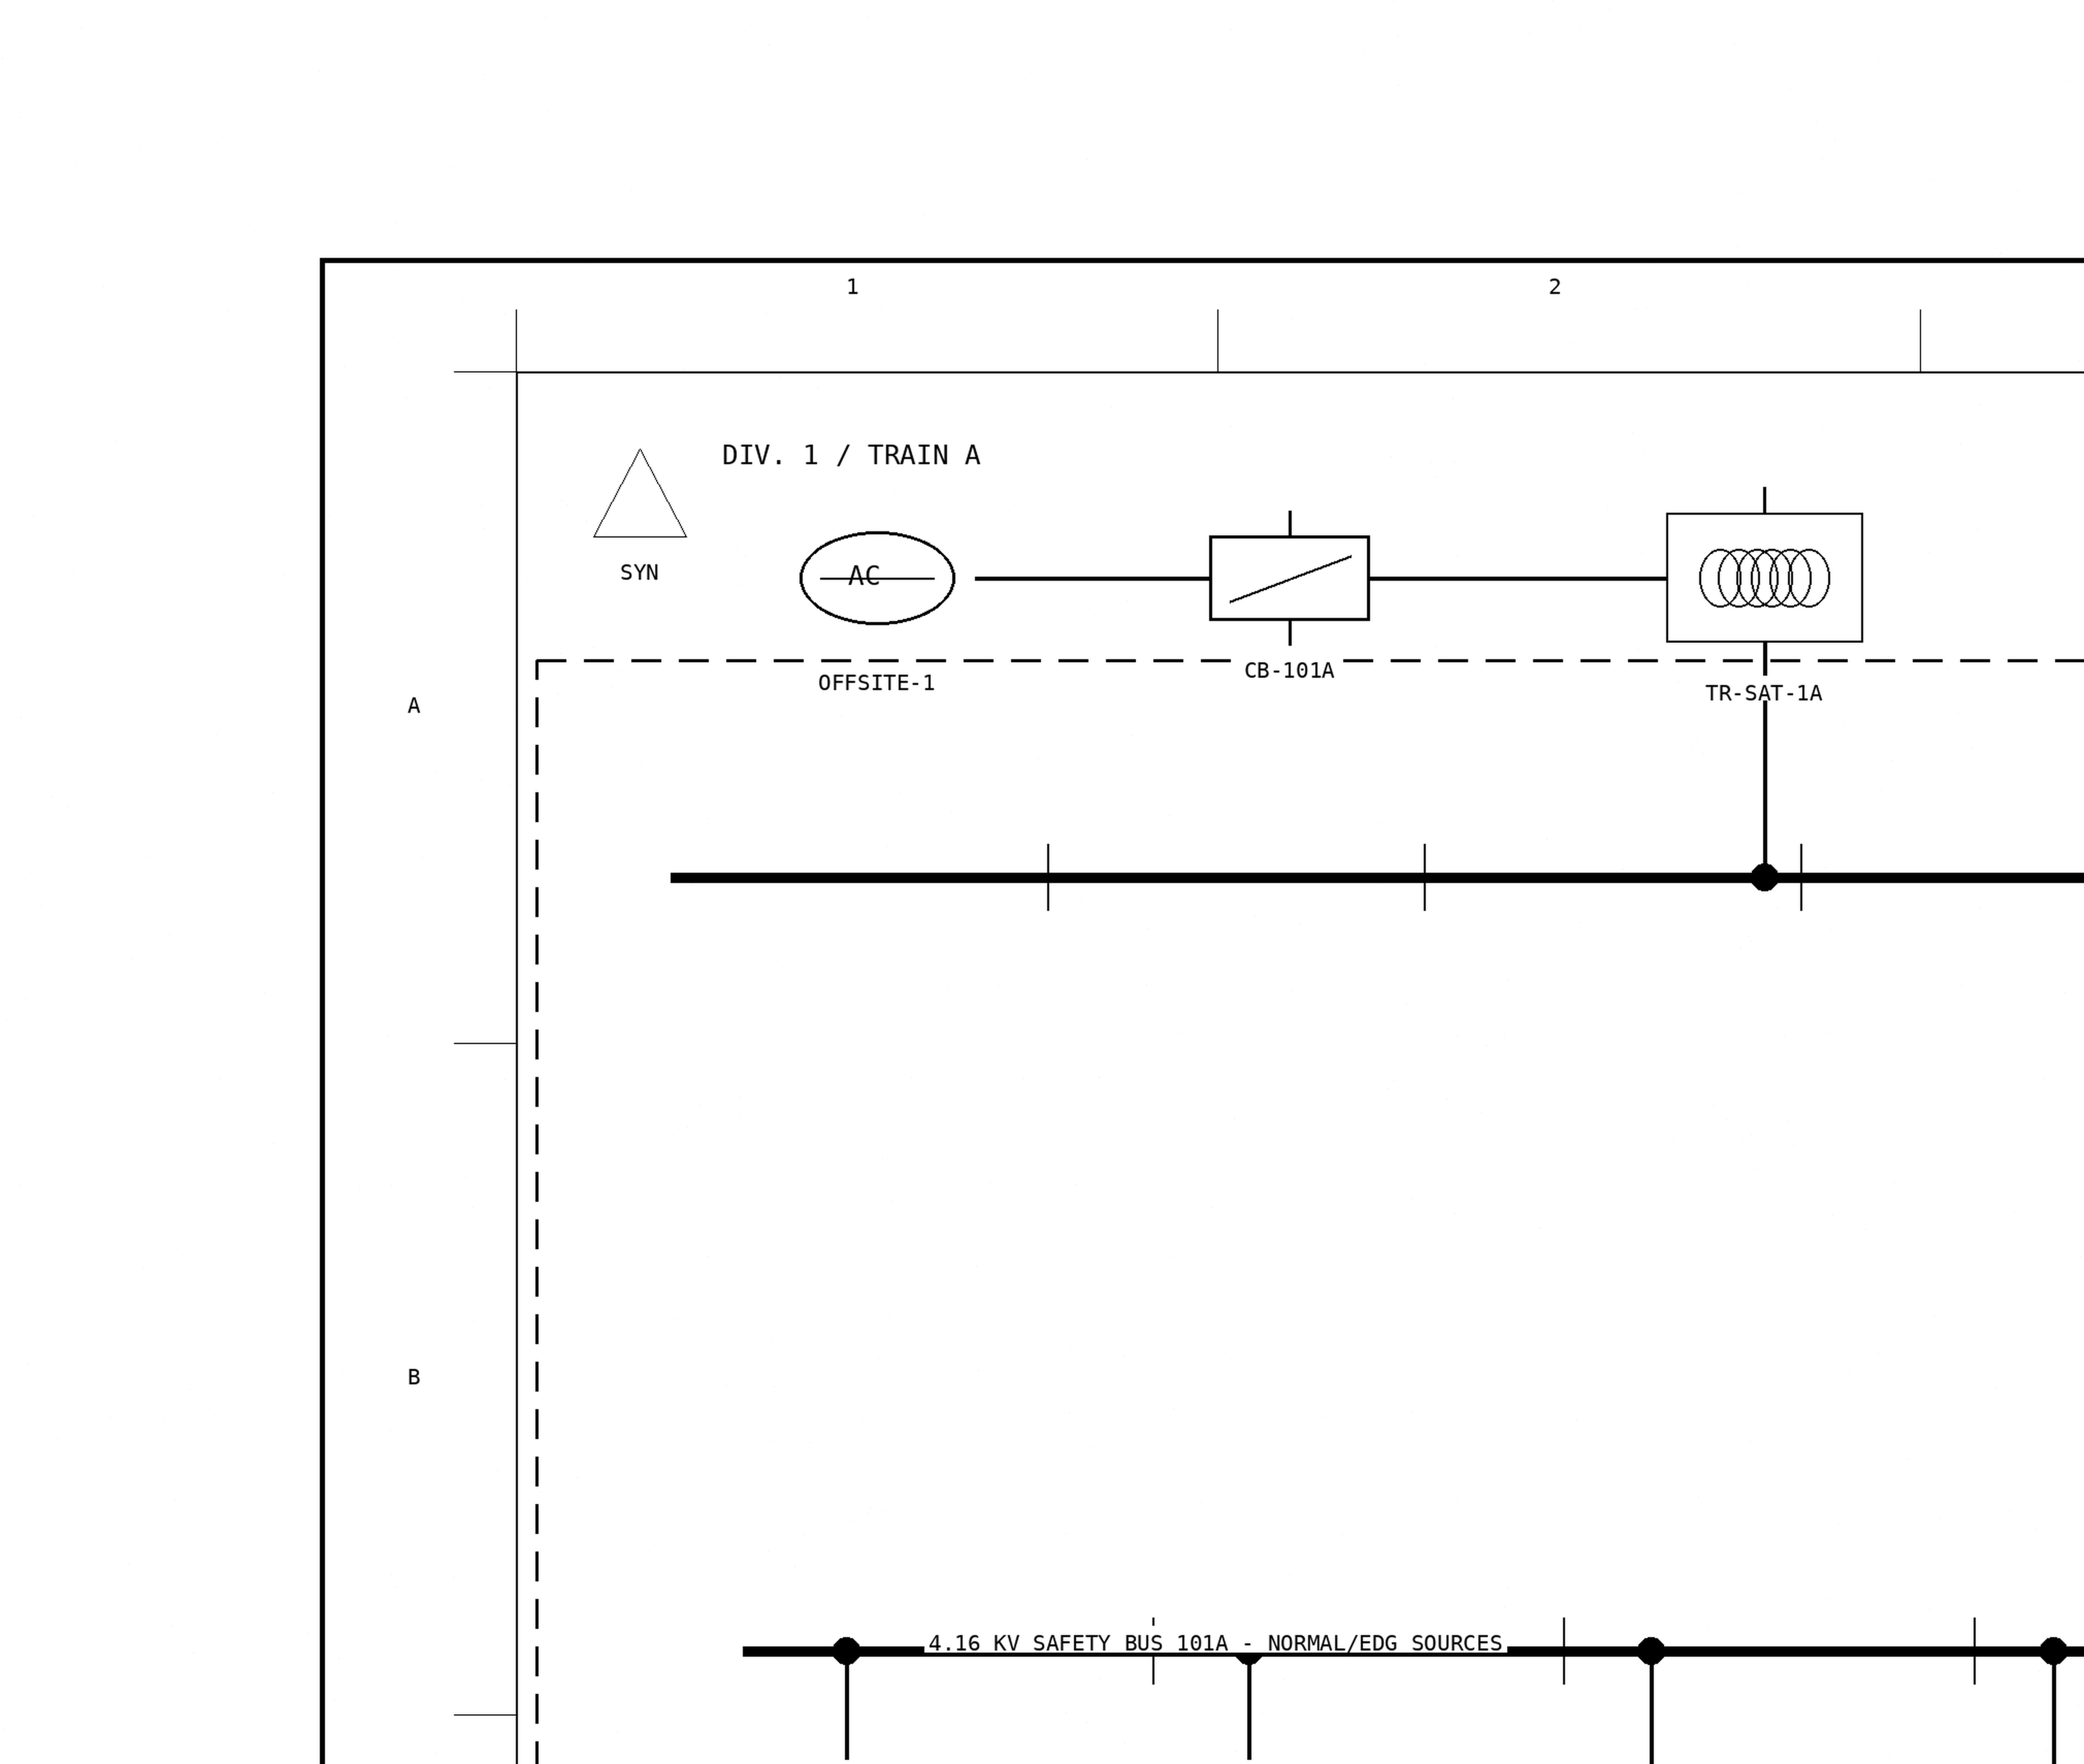 1
2
DIV. 1 / TRAIN A
SYN
AC
CB-101A
OFFSITE-1
TR-SAT-1A
A
B
4.16 KV SAFETY BUS 101A - NORMAL/EDG SOURCES